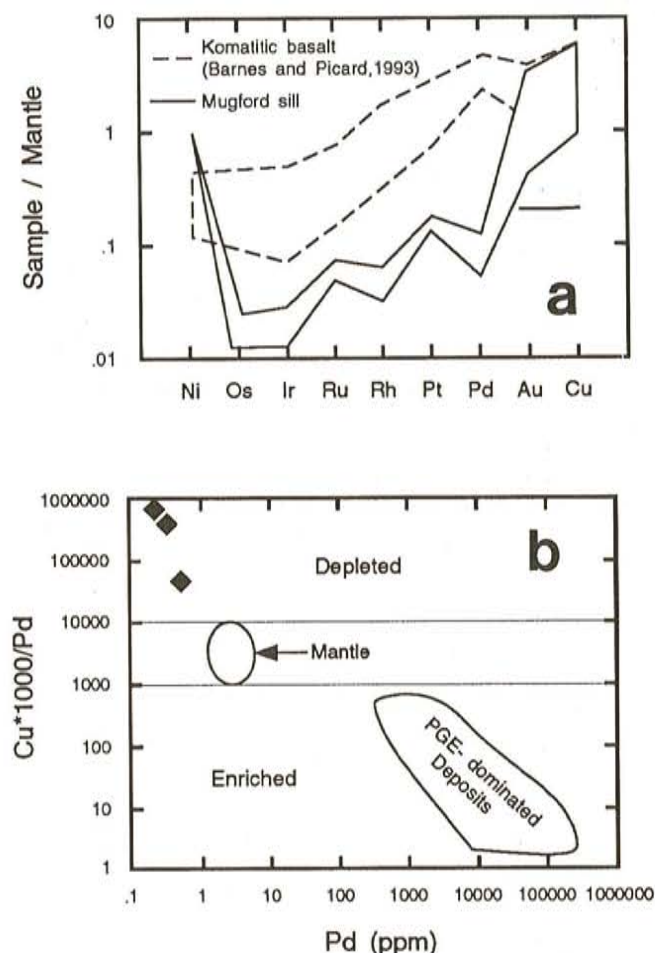 10
1
.1
.01
Sample / Mantle
Komatitic basalt
(Barnes and Picard,1993)
Mugford sill
a
Ni Os Ir Ru Rh Pt Pd Au Cu
1000000
100000
10000
1000
100
10
1
Cu*1000/Pd
b
Depleted
Mantle
Enriched
PGE- dominated
Deposits
.1 1 10 100 1000 10000 100000 1000000
Pd (ppm)